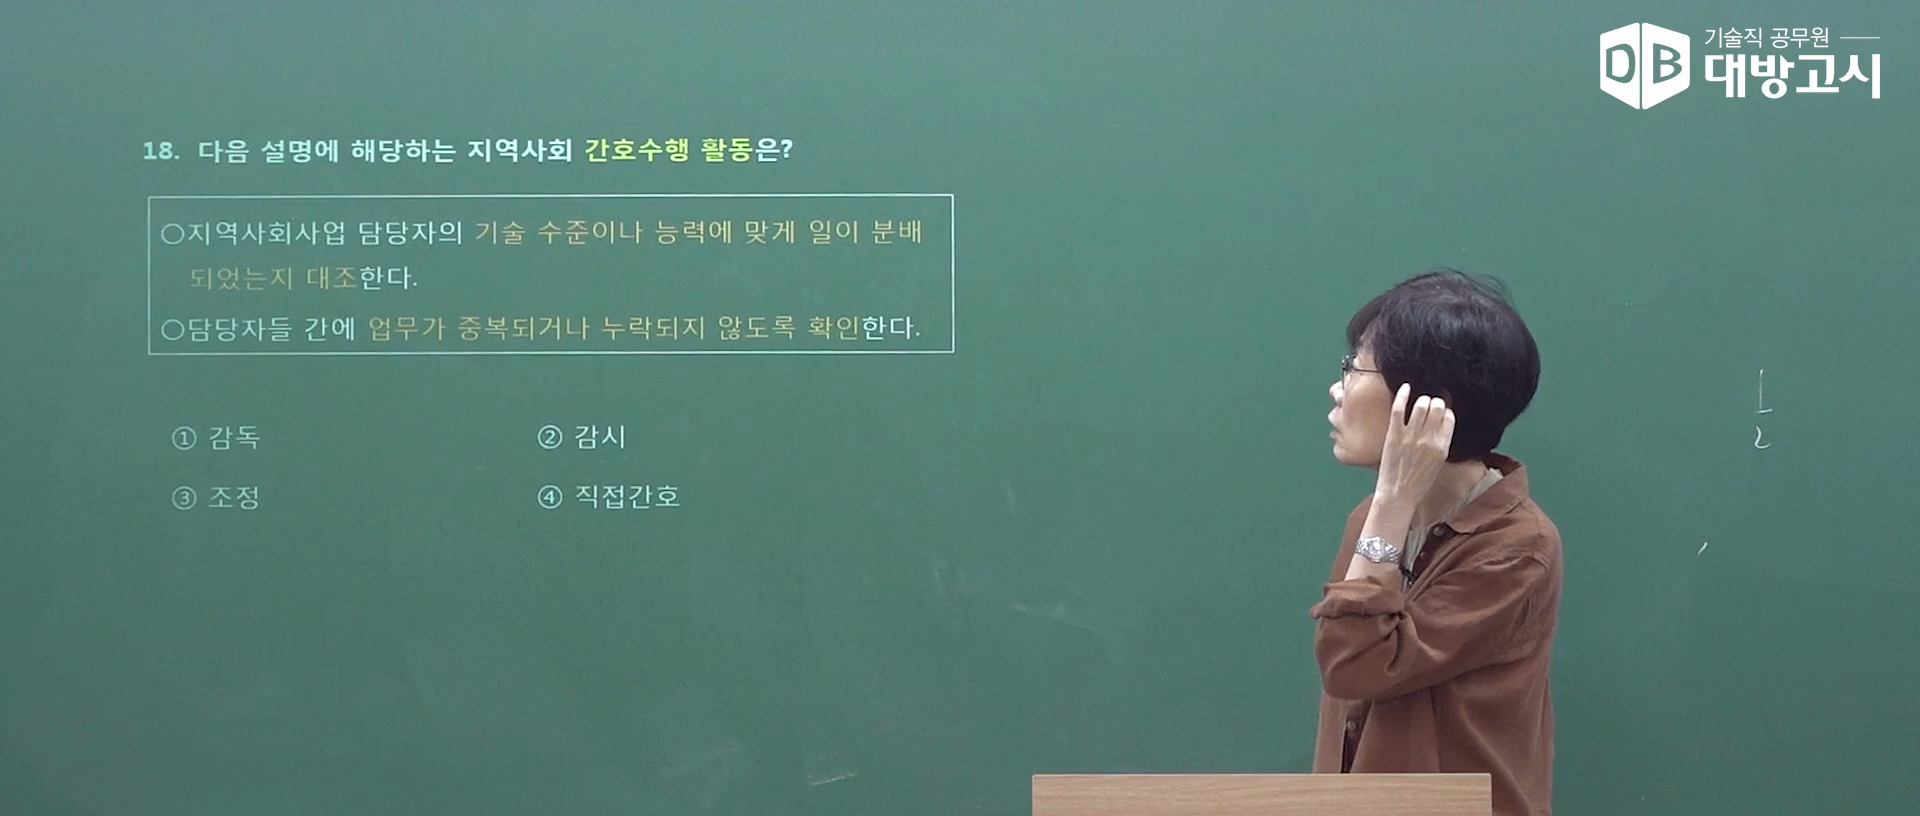 기술직 공무원
대방고시
DB
18. 다음 설명에 해당하는 지역사회 간호수행 활동은?
○지역사회사업 담당자의 기술 수준이나 능력에 맞게 일이 분배
되었는지 대조한다.
○담당자들 간에 업무가 중복되거나 누락되지 않도록 확인한다.
① 감독
② 감시
③ 조정
④ 직접간호
1
2